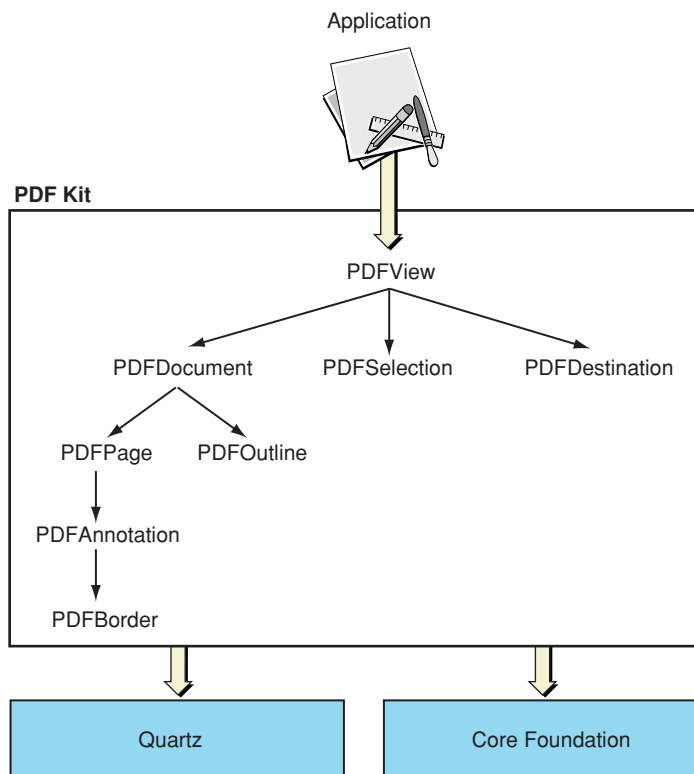 Application
PDF Kit
PDFView
PDFDocument
PDFSelection
PDFDestination
PDFPage
PDFOutline
PDFAnnotation
PDFBorder
Quartz
Core Foundation